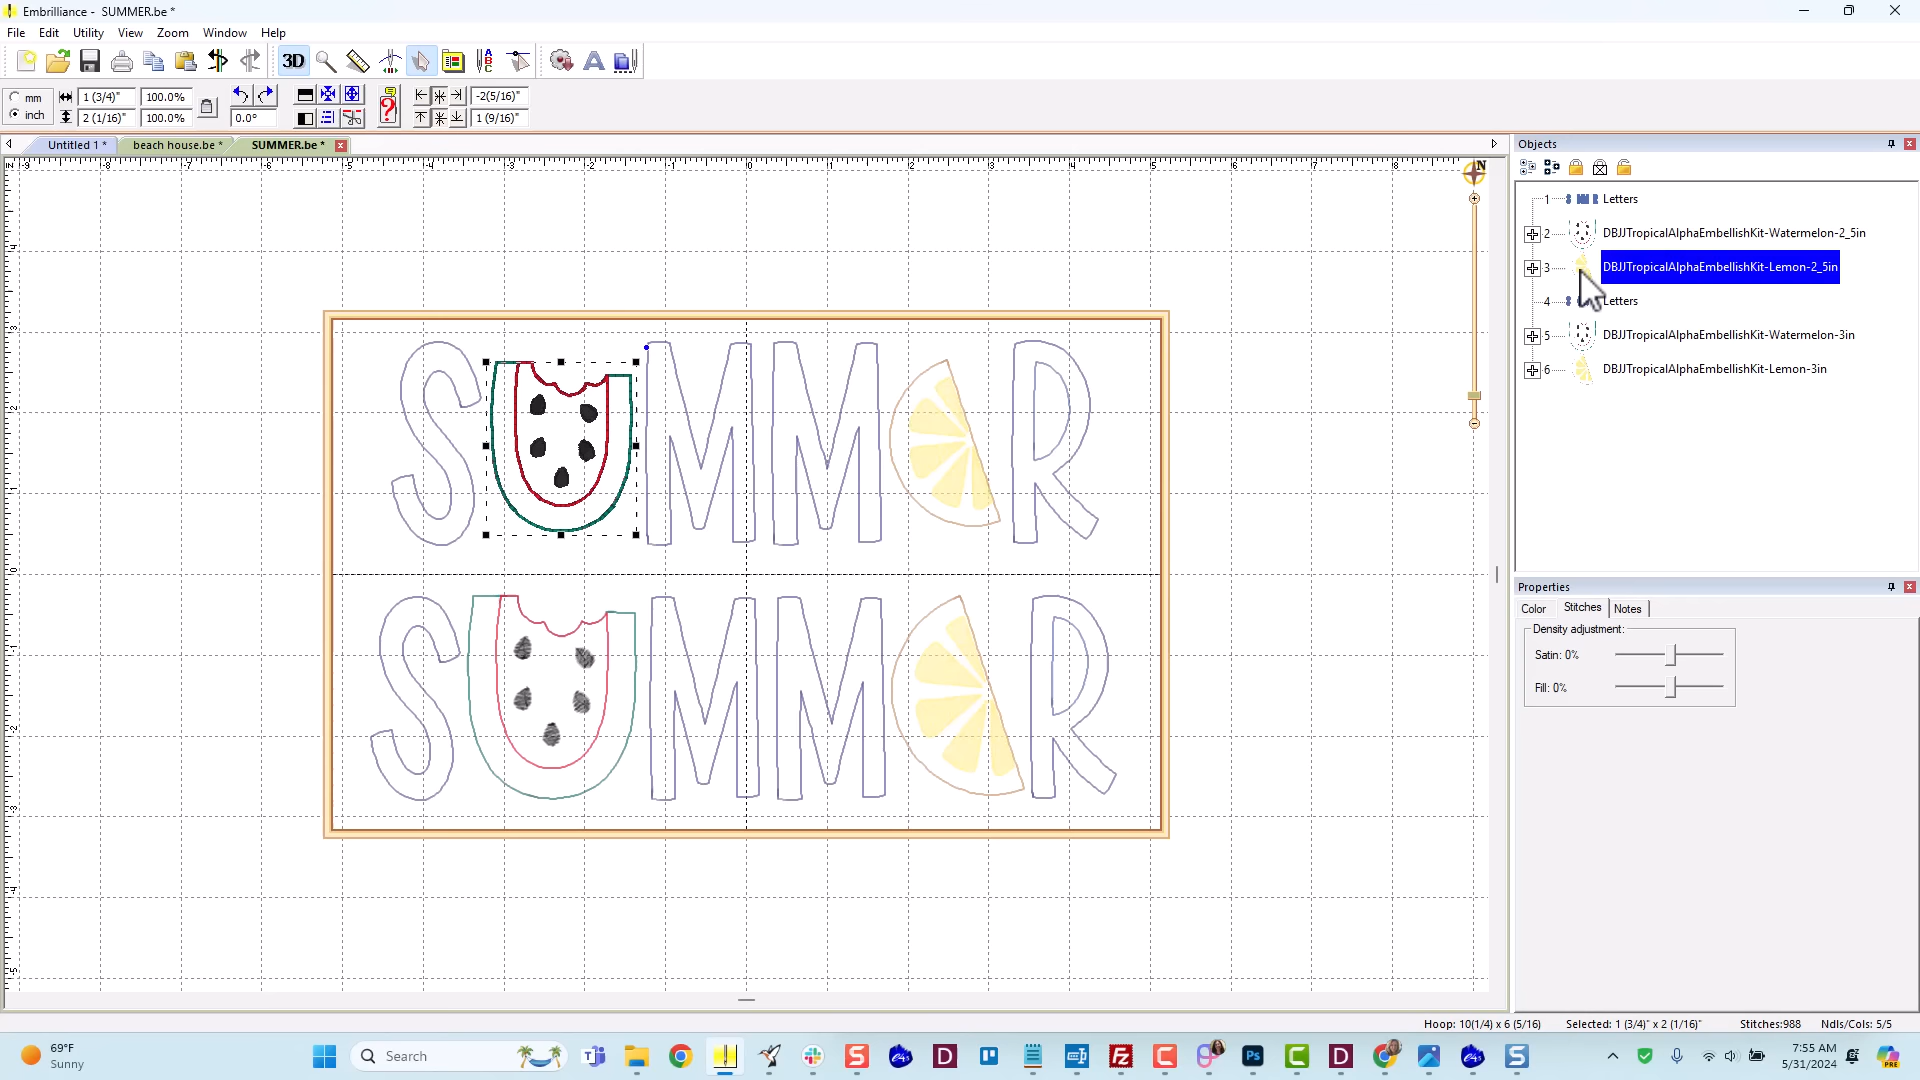 Embrilliance - SUMMER.be *
File Edit Utility View Zoom Window Help
3D
mm 1 (3/4)" 100.0% -2(5/16)"
inch 2 (1/16)" 100.0% 0.0° 1 (9/16)"
Untitled 1 * beach house.be * SUMMER.be *
Objects
1 Letters
2 DBJJTropicalAlphaEmbellishKit-Watermelon-2_5in
3 DBJJTropicalAlphaEmbellishKit-Lemon-2_5in
4 Letters
5 DBJJTropicalAlphaEmbellishKit-Watermelon-3in
6 DBJJTropicalAlphaEmbellishKit-Lemon-3in
N
SUMMER
SUMMER
Properties
Color Stitches Notes
Density adjustment:
Satin: 0%
Fill: 0%
Hoop: 10(1/4) x 6 (5/16) Selected: 1 (3/4)" x 2 (1/16)" Stitches:988 Ndls/Cols: 5/5
69°F
Sunny
Search
7:55 AM
5/31/2024